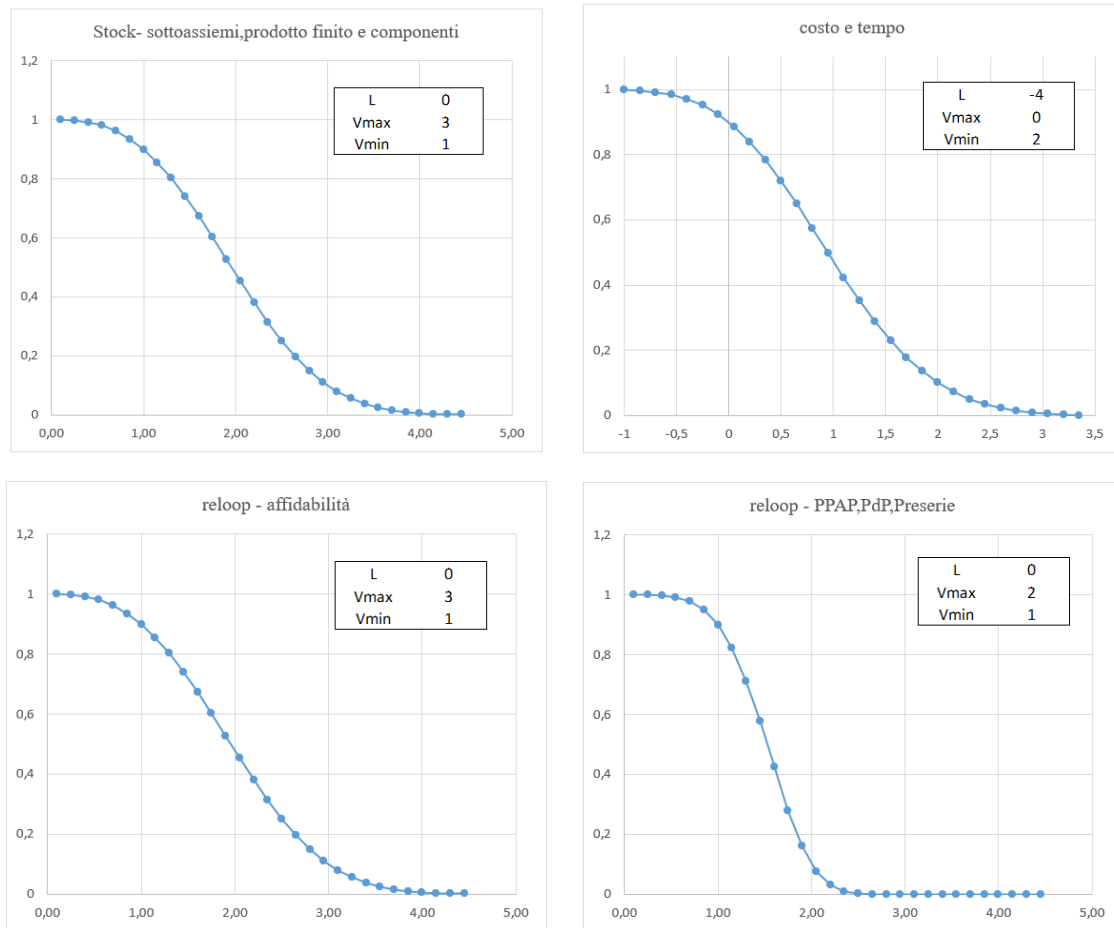 Stock- sottoassiemi,prodotto finito e componenti
1,2
1
0,8
0,6
0,4
0,2
0
0,00 1,00 2,00 3,00 4,00 5,00
L 0
Vmax 3
Vmin 1
costo e tempo
1
0,8
0,6
0,4
0,2
0
-1 -0,5 0 0,5 1 1,5 2 2,5 3 3,5
L -4
Vmax 0
Vmin 2
reloop - affidabilità
1,2
1
0,8
0,6
0,4
0,2
0
0,00 1,00 2,00 3,00 4,00 5,00
L 0
Vmax 3
Vmin 1
reloop - PPAP,PdP,Preserie
1,2
1
0,8
0,6
0,4
0,2
0
0,00 1,00 2,00 3,00 4,00 5,00
L 0
Vmax 2
Vmin 1